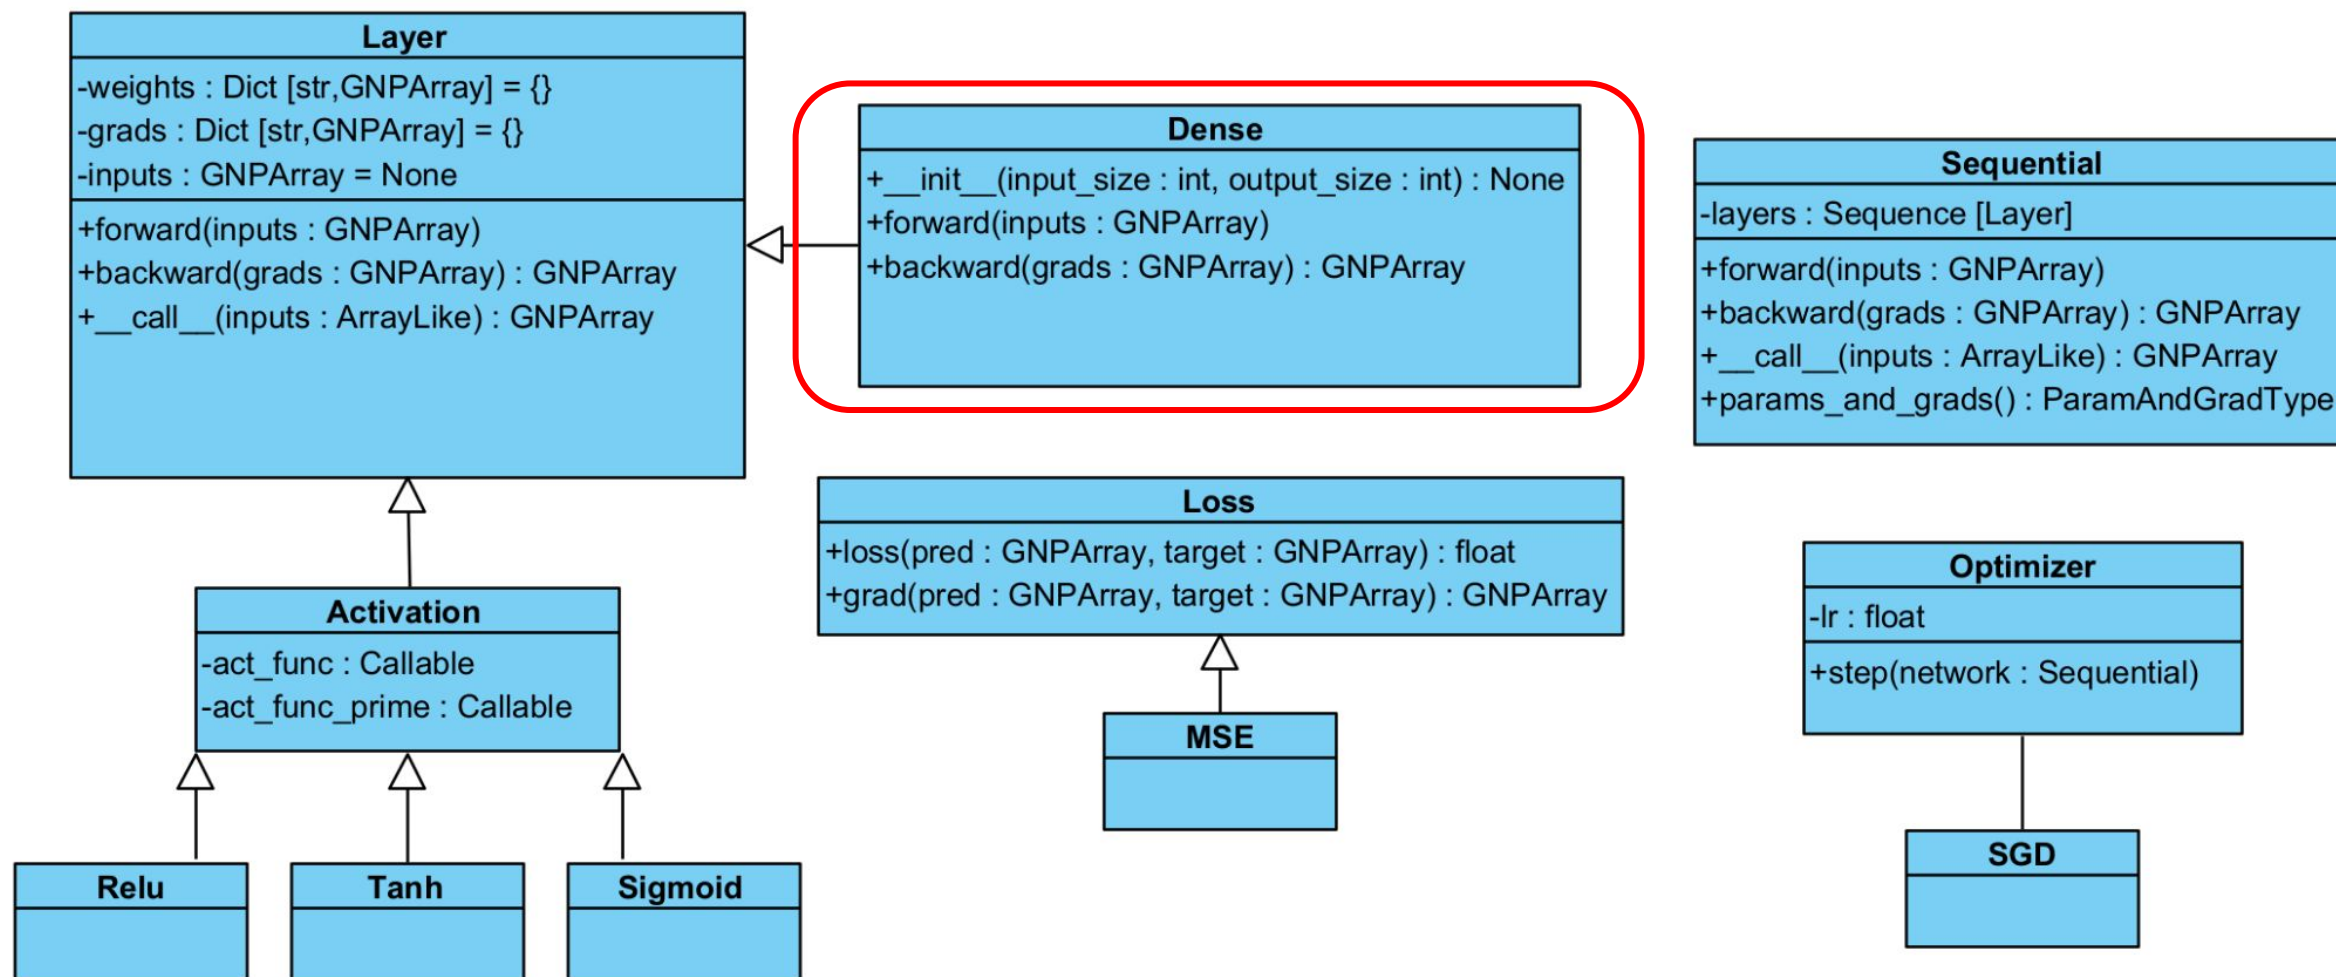 Layer
-weights : Dict [str,GNPArray] = {}
-grads : Dict [str,GNPArray] = {}
-inputs : GNPArray = None
+forward(inputs : GNPArray)
+backward(grads : GNPArray) : GNPArray
+__call__(inputs : ArrayLike) : GNPArray
Dense
+__init__(input_size : int, output_size : int) : None
+forward(inputs : GNPArray)
+backward(grads : GNPArray) : GNPArray
Sequential
-layers : Sequence [Layer]
+forward(inputs : GNPArray)
+backward(grads : GNPArray) : GNPArray
+__call__(inputs : ArrayLike) : GNPArray
+params_and_grads() : ParamAndGradType
Loss
+loss(pred : GNPArray, target : GNPArray) : float
+grad(pred : GNPArray, target : GNPArray) : GNPArray
Optimizer
-lr : float
+step(network : Sequential)
Activation
-act_func : Callable
-act_func_prime : Callable
MSE
SGD
Relu
Tanh
Sigmoid